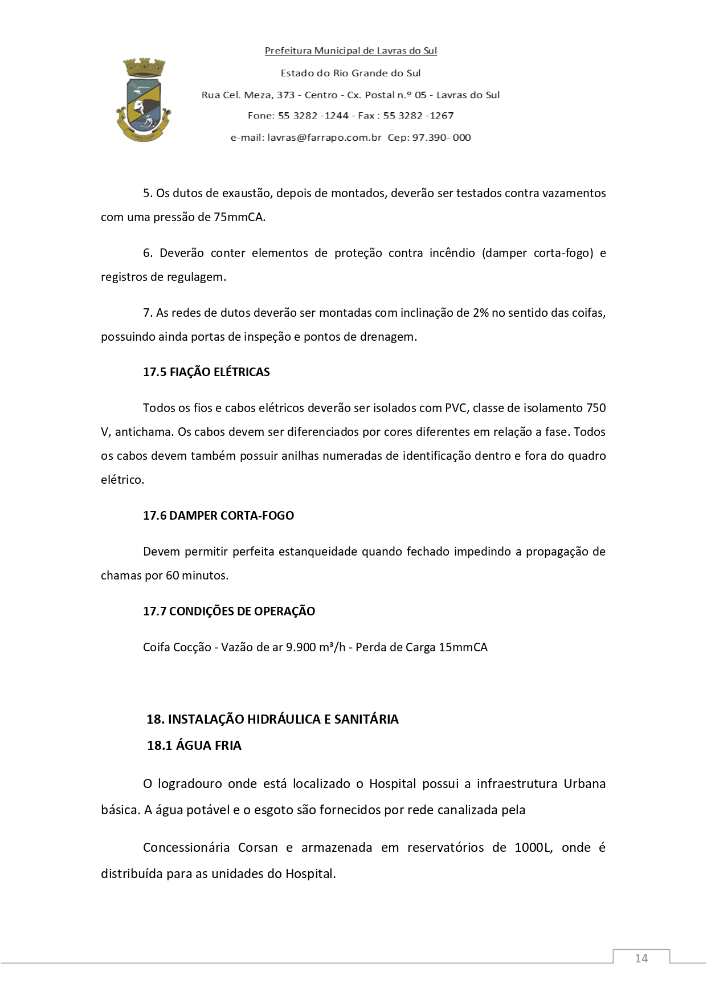 Prefeitura Municipal de Lavras do Sul
Estado do Rio Grande do Sul
Rua Cel. Meza, 373 - Centro - Cx. Postal n.º 05 - Lavras do Sul
Fone: 55 3282 -1244 - Fax : 55 3282 -1267
e-mail: lavras@farrapo.com.br Cep: 97.390- 000
LAVRAS DO SUL
5. Os dutos de exaustão, depois de montados, deverão ser testados contra vazamentos
com uma pressão de 75mmCA.
6. Deverão conter elementos de proteção contra incêndio (damper corta-fogo) e
registros de regulagem.
7. As redes de dutos deverão ser montadas com inclinação de 2% no sentido das coifas,
possuindo ainda portas de inspeção e pontos de drenagem.
17.5 FIAÇÃO ELÉTRICAS
Todos os fios e cabos elétricos deverão ser isolados com PVC, classe de isolamento 750
V, antichama. Os cabos devem ser diferenciados por cores diferentes em relação a fase. Todos
os cabos devem também possuir anilhas numeradas de identificação dentro e fora do quadro
elétrico.
17.6 DAMPER CORTA-FOGO
Devem permitir perfeita estanqueidade quando fechado impedindo a propagação de
chamas por 60 minutos.
17.7 CONDIÇÕES DE OPERAÇÃO
Coifa Cocção - Vazão de ar 9.900 m³/h - Perda de Carga 15mmCA
18. INSTALAÇÃO HIDRÁULICA E SANITÁRIA
18.1 ÁGUA FRIA
O logradouro onde está localizado o Hospital possui a infraestrutura Urbana
básica. A água potável e o esgoto são fornecidos por rede canalizada pela
Concessionária Corsan e armazenada em reservatórios de 1000L, onde é
distribuída para as unidades do Hospital.
14